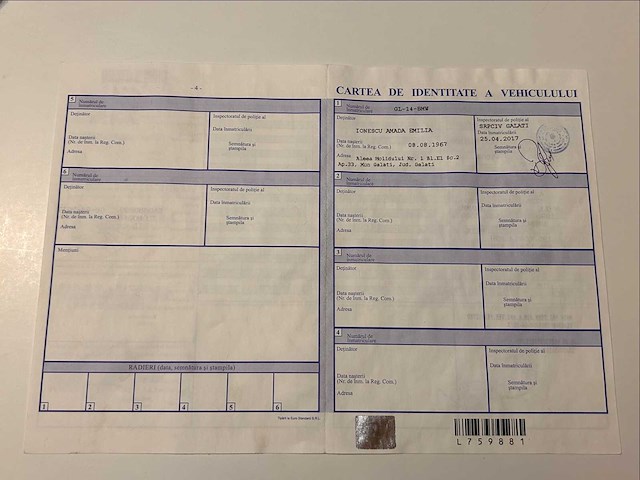 - 4 -
5 Numărul de
înmatriculare
Deţinător
Inspectoratul de poliţie al
Data înmatriculării
Data naşterii
(Nr. de înm. la Reg. Com.)
Semnătura şi
ştampila
Adresa
6 Numărul de
înmatriculare
Deţinător
Inspectoratul de poliţie al
Data înmatriculării
Data naşterii
(Nr. de înm. la Reg. Com.)
Semnătura şi
ştampila
Adresa
Menţiuni
RADIERI (data, semnătura şi ştampila)
1 2 3 4 5 6
CARTEA DE IDENTITATE A VEHICULULUI
1 Numărul de
înmatriculare
GL-14-BMW
Deţinător
IONESCU AMADA EMILIA
Data naşterii
(Nr. de înm. la Reg. Com.)
08.08.1967
Adresa Aleea Moldului Nr. 1 Bl.E1 Sc.2
Ap.33, Mun Galati, Jud. Galati
Inspectoratul de poliţie al
SRPCIV GALATI
Data înmatriculării
25.04.2017
Semnătura şi
ştampila
2 Numărul de
înmatriculare
Deţinător
Inspectoratul de poliţie al
Data înmatriculării
Data naşterii
(Nr. de înm. la Reg. Com.)
Semnătura şi
ştampila
Adresa
3 Numărul de
înmatriculare
Deţinător
Inspectoratul de poliţie al
Data înmatriculării
Data naşterii
(Nr. de înm. la Reg. Com.)
Semnătura şi
ştampila
Adresa
4 Numărul de
înmatriculare
Deţinător
Inspectoratul de poliţie al
Data înmatriculării
Data naşterii
(Nr. de înm. la Reg. Com.)
Semnătura şi
ştampila
Adresa
L759881